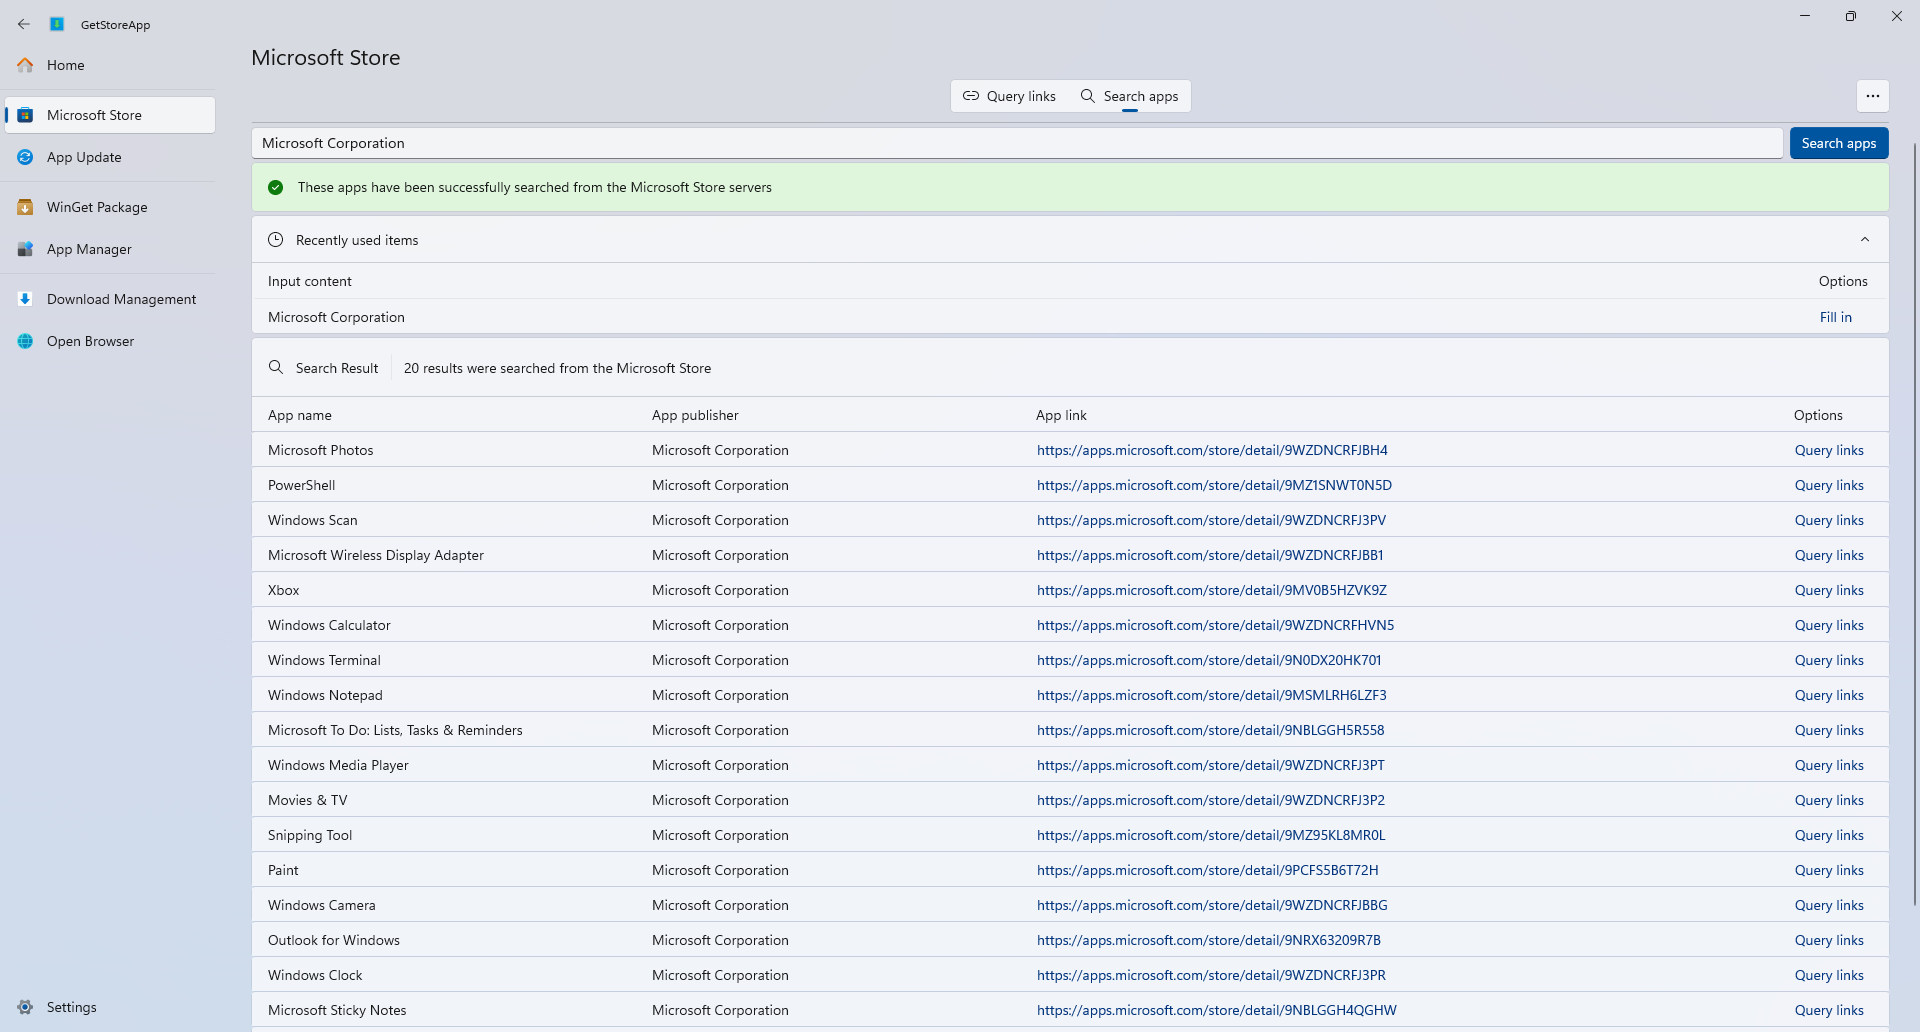 GetStoreApp
Home
Microsoft Store
App Update
WinGet Package
App Manager
Download Management
Open Browser
Settings
Microsoft Store
Query links Search apps
Microsoft Corporation Search apps
These apps have been successfully searched from the Microsoft Store servers
Recently used items
Input content Options
Microsoft Corporation Fill in
Search Result 20 results were searched from the Microsoft Store
App name App publisher App link Options
Microsoft Photos Microsoft Corporation https://apps.microsoft.com/store/detail/9WZDNCRFJBH4 Query links
PowerShell Microsoft Corporation https://apps.microsoft.com/store/detail/9MZ1SNWT0N5D Query links
Windows Scan Microsoft Corporation https://apps.microsoft.com/store/detail/9WZDNCRFJ3PV Query links
Microsoft Wireless Display Adapter Microsoft Corporation https://apps.microsoft.com/store/detail/9WZDNCRFJBB1 Query links
Xbox Microsoft Corporation https://apps.microsoft.com/store/detail/9MV0B5HZVK9Z Query links
Windows Calculator Microsoft Corporation https://apps.microsoft.com/store/detail/9WZDNCRFHVN5 Query links
Windows Terminal Microsoft Corporation https://apps.microsoft.com/store/detail/9N0DX20HK701 Query links
Windows Notepad Microsoft Corporation https://apps.microsoft.com/store/detail/9MSMLRH6LZF3 Query links
Microsoft To Do: Lists, Tasks & Reminders Microsoft Corporation https://apps.microsoft.com/store/detail/9NBLGGH5R558 Query links
Windows Media Player Microsoft Corporation https://apps.microsoft.com/store/detail/9WZDNCRFJ3PT Query links
Movies & TV Microsoft Corporation https://apps.microsoft.com/store/detail/9WZDNCRFJ3P2 Query links
Snipping Tool Microsoft Corporation https://apps.microsoft.com/store/detail/9MZ95KL8MR0L Query links
Paint Microsoft Corporation https://apps.microsoft.com/store/detail/9PCFS5B6T72H Query links
Windows Camera Microsoft Corporation https://apps.microsoft.com/store/detail/9WZDNCRFJBBG Query links
Outlook for Windows Microsoft Corporation https://apps.microsoft.com/store/detail/9NRX63209R7B Query links
Windows Clock Microsoft Corporation https://apps.microsoft.com/store/detail/9WZDNCRFJ3PR Query links
Microsoft Sticky Notes Microsoft Corporation https://apps.microsoft.com/store/detail/9NBLGGH4QGHW Query links